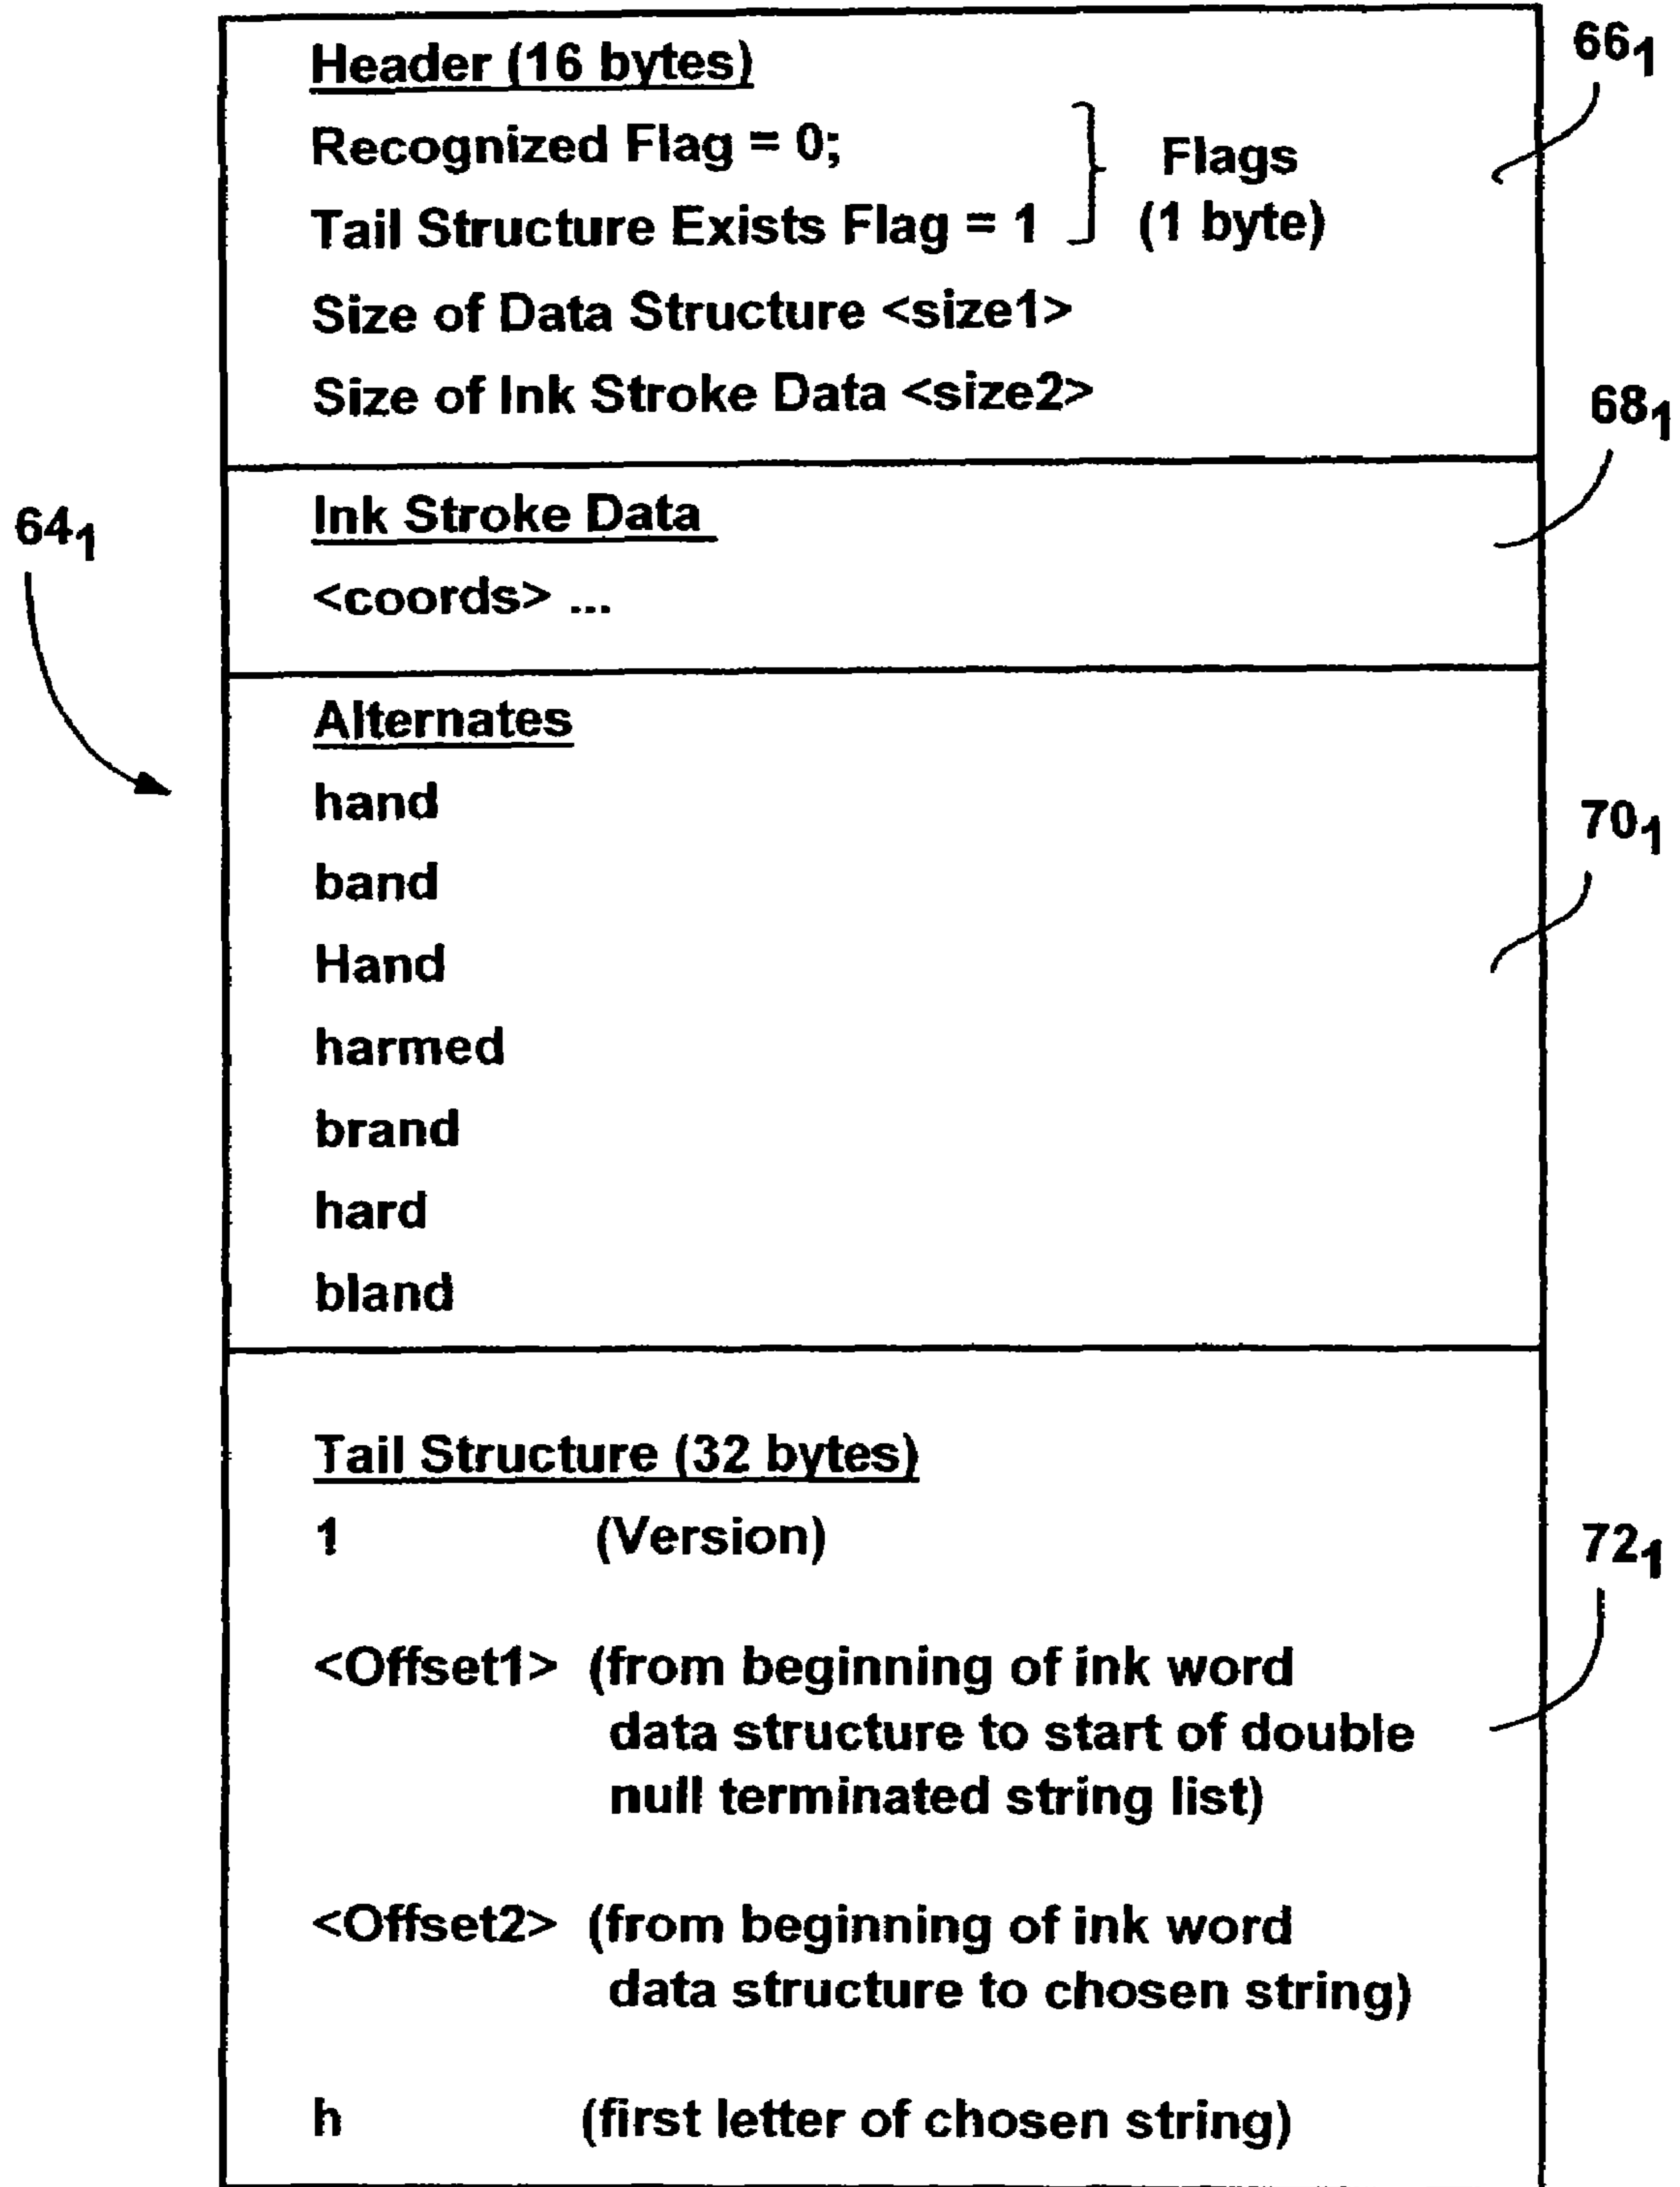 Header (16 bytes)
66₁
Recognized Flag = 0;
Flags
Tail Structure Exists Flag = 1
(1 byte)
Size of Data Structure <size1>
Size of Ink Stroke Data <size2>
68₁
Ink Stroke Data
64₁
<coords> ...
Alternates
hand
70₁
band
Hand
harmed
brand
hard
bland
Tail Structure (32 bytes)
1 (Version)
72₁
<Offset1> (from beginning of ink word
data structure to start of double
null terminated string list)
<Offset2> (from beginning of ink word
data structure to chosen string)
h (first letter of chosen string)